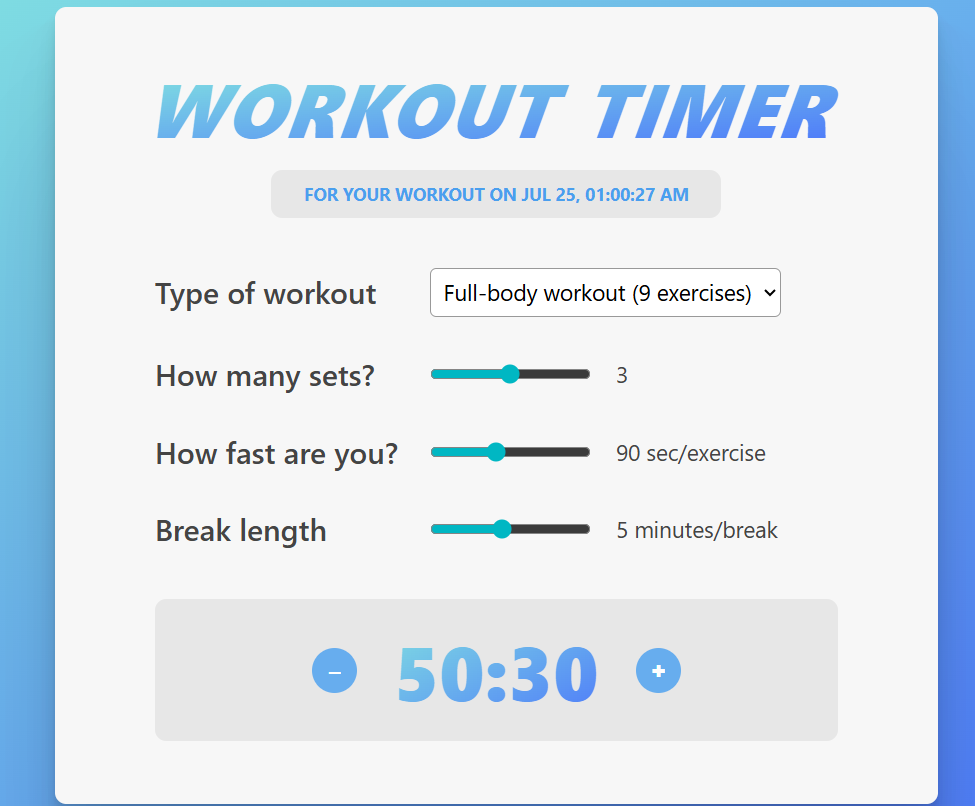 WORKOUT TIMER
FOR YOUR WORKOUT ON JUL 25, 01:00:27 AM
Type of workout Full-body workout (9 exercises)
How many sets? 3
How fast are you? 90 sec/exercise
Break length 5 minutes/break
– 50:30 +